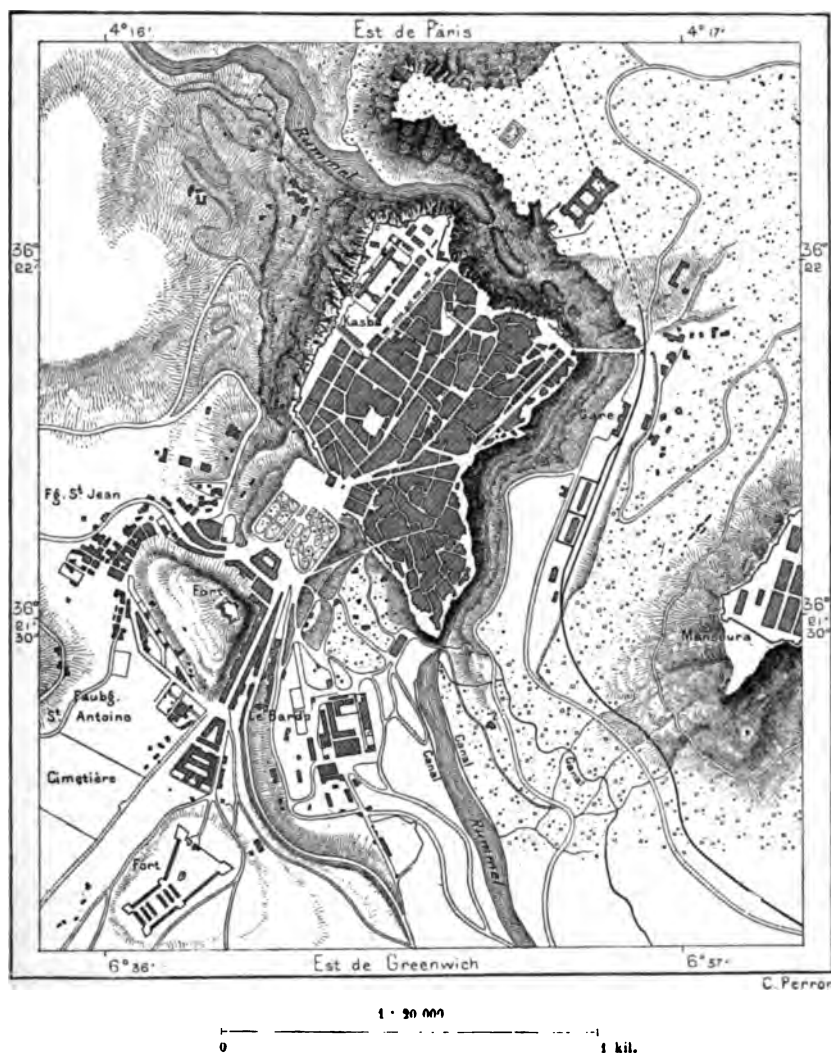 4° 16'
Est de Paris
4° 17'
Rummel
36°
22'
36°
22'
Kasba
Gare
Fg. St Jean
Fort
36°
21'
30"
36°
21'
30"
Mansoura
Faubg.
St Antoine
Le Bardo
Cimetière
Canal
Canal
Canal
Rummel
Fort
6° 36'
Est de Greenwich
6° 37'
C. Perron
1 : 20 000
0
1 kil.